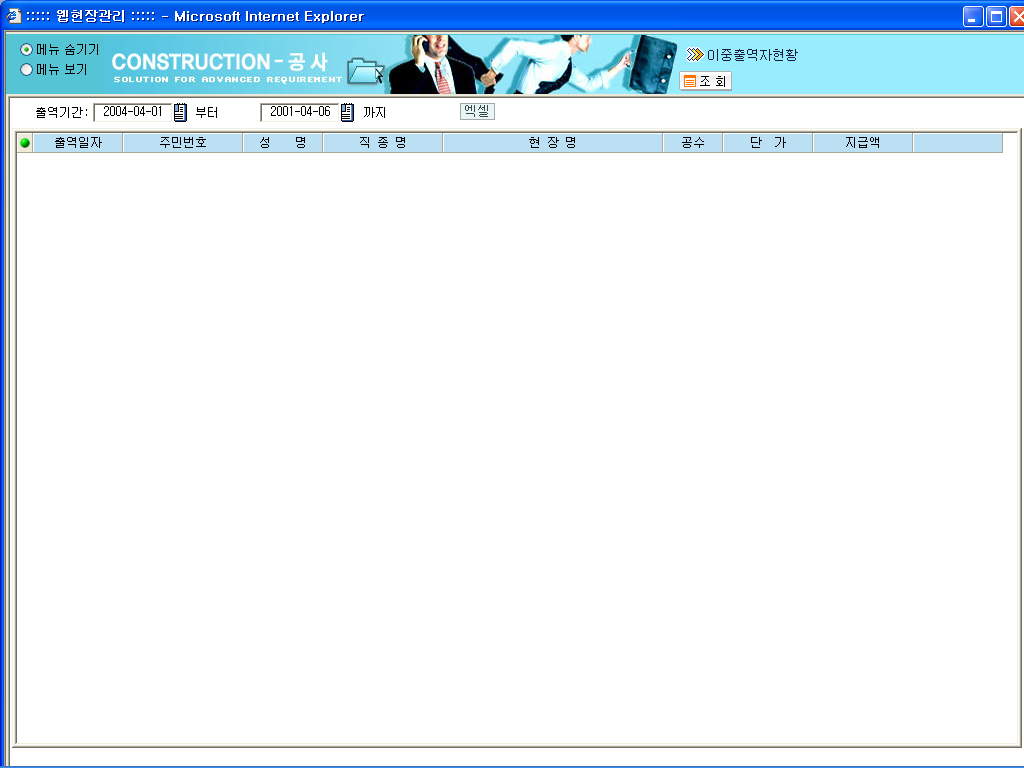 ::::: 웹현장관리 ::::: - Microsoft Internet Explorer
메뉴 숨기기
메뉴 보기
CONSTRUCTION - 공사
SOLUTION FOR ADVANCED REQUIREMENT
이중출역자현황
조 회
출역기간: 2004-04-01 부터 2001-04-06 까지 엑셀
출역일자 주민번호 성 명 직 종 명 현 장 명 공수 단 가 지급액